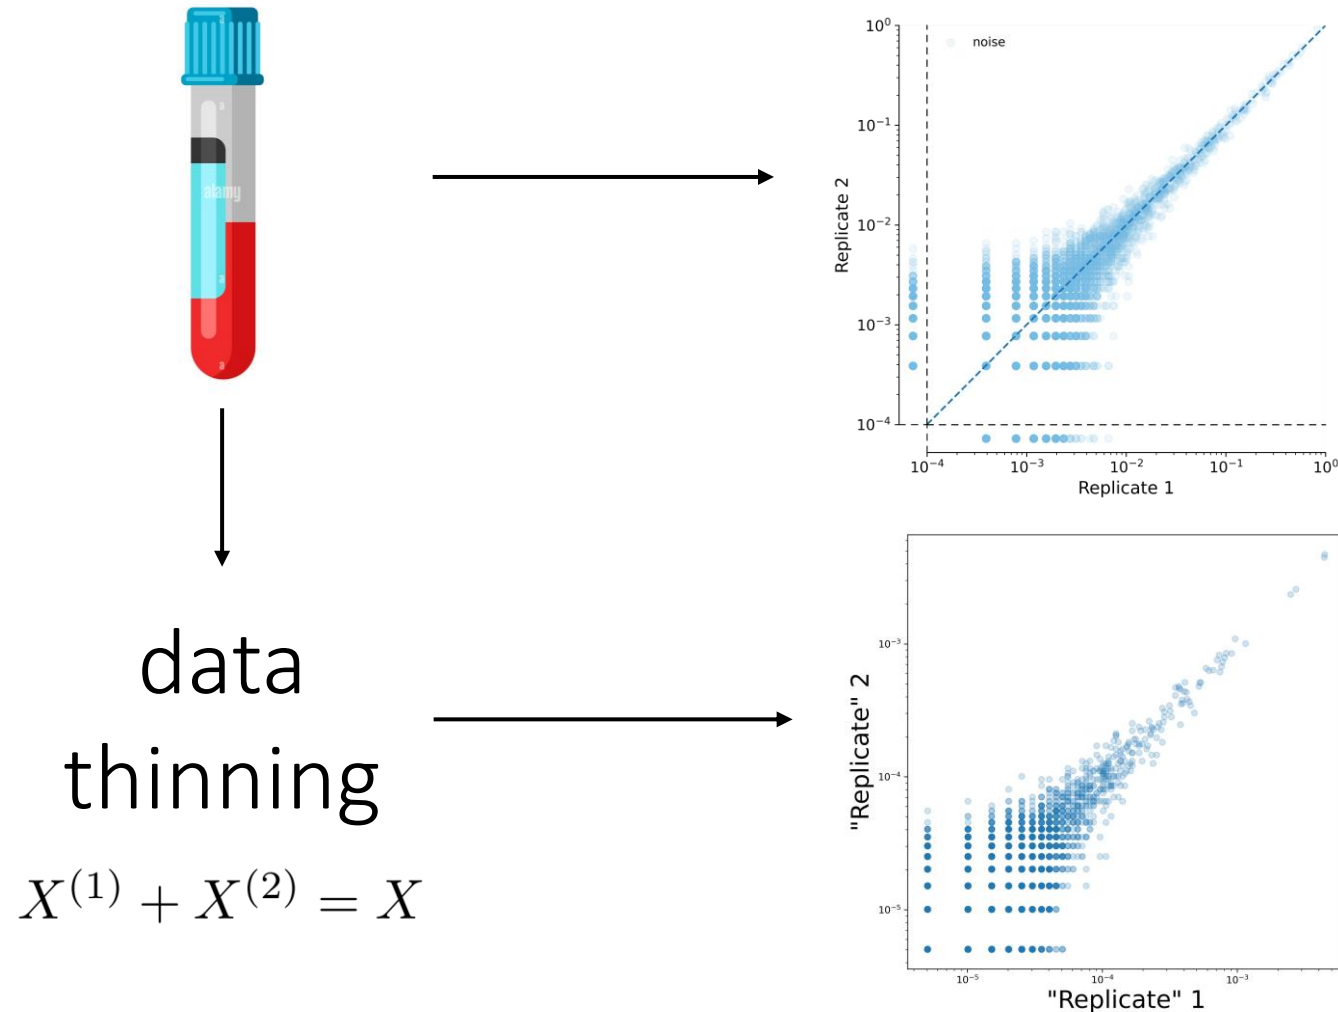 a
a
alamy
a
a
data
thinning
X^{(1)} + X^{(2)} = X
noise
10^0
10^{-1}
10^{-2}
10^{-3}
10^{-4}
Replicate 2
10^{-4} 10^{-3} 10^{-2} 10^{-1} 10^0
Replicate 1
10^{-3}
10^{-4}
10^{-5}
"Replicate" 2
10^{-5} 10^{-4} 10^{-3}
"Replicate" 1